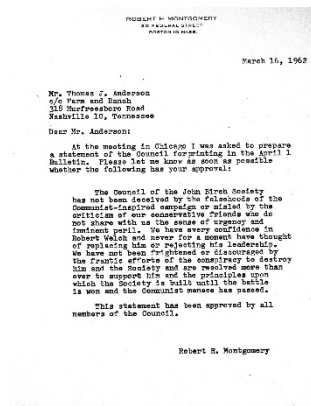 ROBERT H. MONTGOMERY
50 FEDERAL STREET
BOSTON 10, MASS.
March 16, 1962
Mr. Thomas J. Anderson
c/o Farm and Ranch
318 Murfreesboro Road
Nashville 10, Tennessee
Dear Mr. Anderson:
At the meeting in Chicago I was asked to prepare
a statement of the Council for printing in the April 1
Bulletin. Please let me know as soon as possible
whether the following has your approval:
The Council of the John Birch Society
has not been deceived by the falsehoods of the
Communist-inspired campaign or misled by the
criticism of our conservative friends who do
not share with us the sense of urgency and
imminent peril. We have every confidence in
Robert Welch and never for a moment have thought
of replacing him or rejecting his leadership.
We have not been frightened or discouraged by
the frantic efforts of the conspiracy to destroy
him and the Society and are resolved more than
ever to support him and the principles upon
which the Society is built until the battle
is won and the Communist menace has passed.
This statement has been approved by all
members of the Council.
Robert H. Montgomery